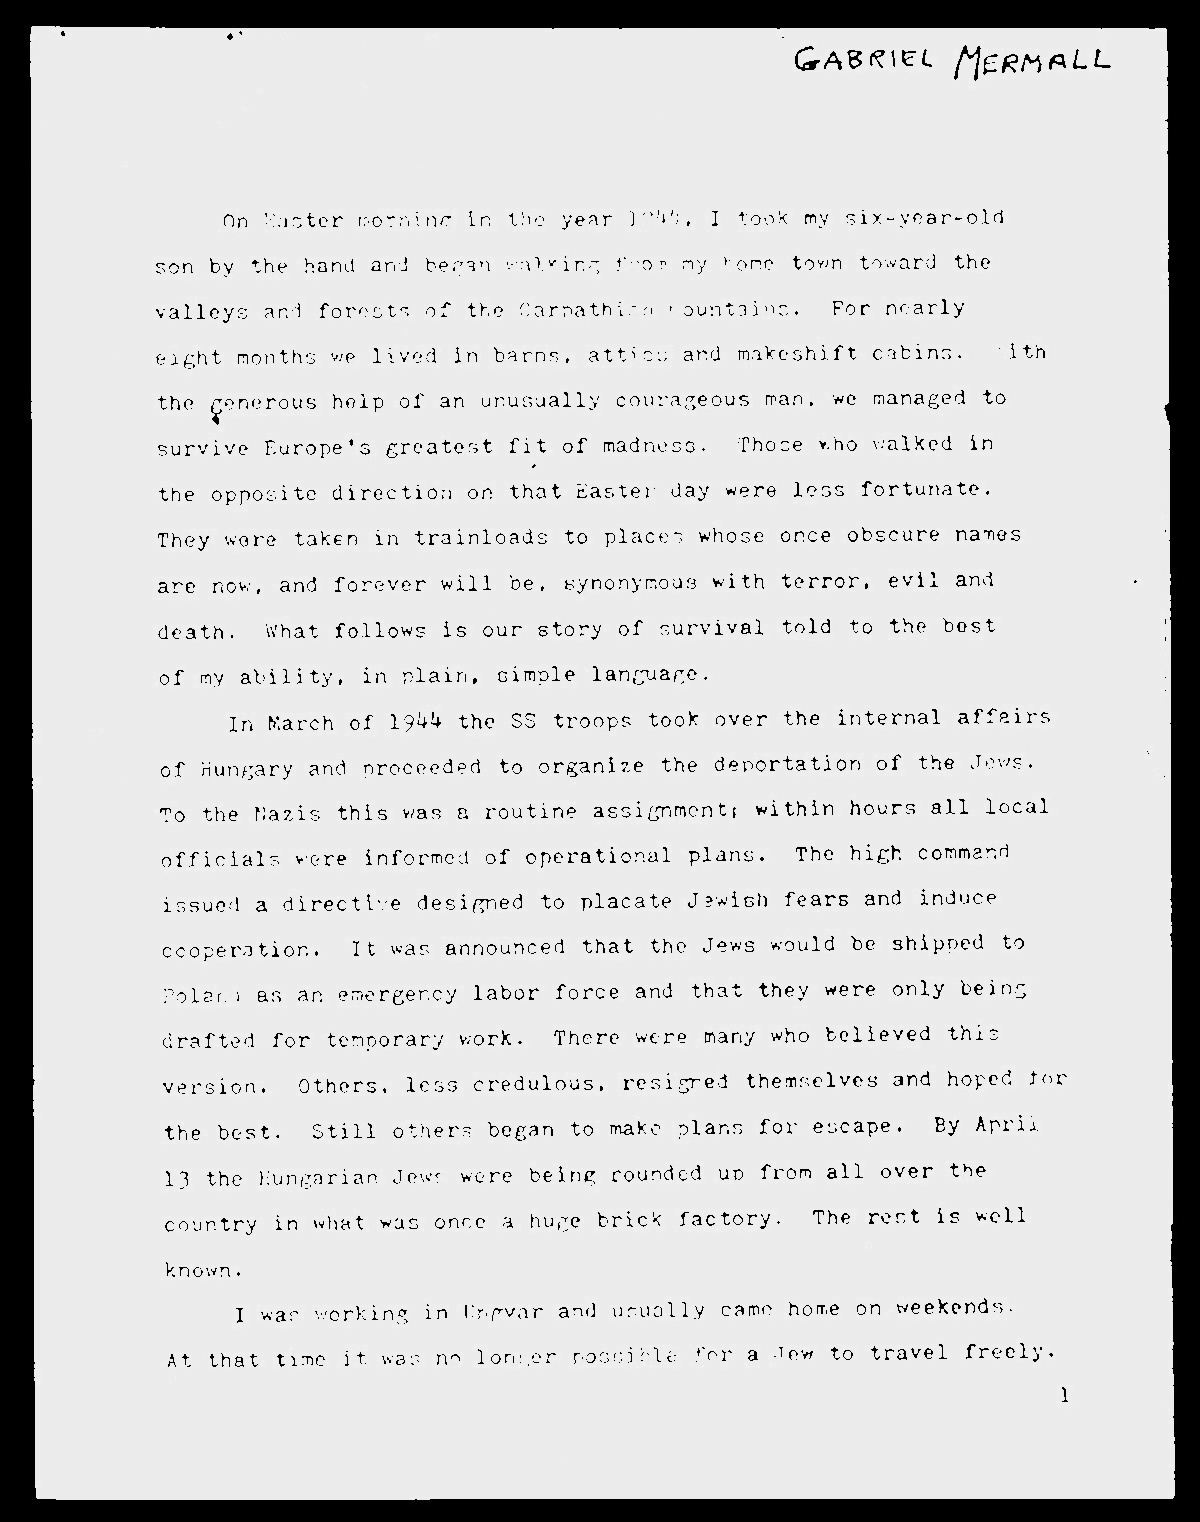 GABRIEL MERMALL
On Easter morning in the year 1944, I took my six-year-old
son by the hand and began walking from my home town toward the
valleys and forests of the Carpathian mountains. For nearly
eight months we lived in barns, attics and makeshift cabins. With
the generous help of an unusually courageous man, we managed to
survive Europe's greatest fit of madness. Those who walked in
the opposite direction on that Easter day were less fortunate.
They were taken in trainloads to places whose once obscure names
are now, and forever will be, synonymous with terror, evil and
death. What follows is our story of survival told to the best
of my ability, in plain, simple language.
In March of 1944 the SS troops took over the internal affairs
of Hungary and proceeded to organize the deportation of the Jews.
To the Nazis this was a routine assignment; within hours all local
officials were informed of operational plans. The high command
issued a directive designed to placate Jewish fears and induce
cooperation. It was announced that the Jews would be shipped to
Poland as an emergency labor force and that they were only being
drafted for temporary work. There were many who believed this
version. Others, less credulous, resigned themselves and hoped for
the best. Still others began to make plans for escape. By April
13 the Hungarian Jews were being rounded up from all over the
country in what was once a huge brick factory. The rest is well
known.
I was working in Ungvar and usually came home on weekends.
At that time it was no longer possible for a Jew to travel freely.
1